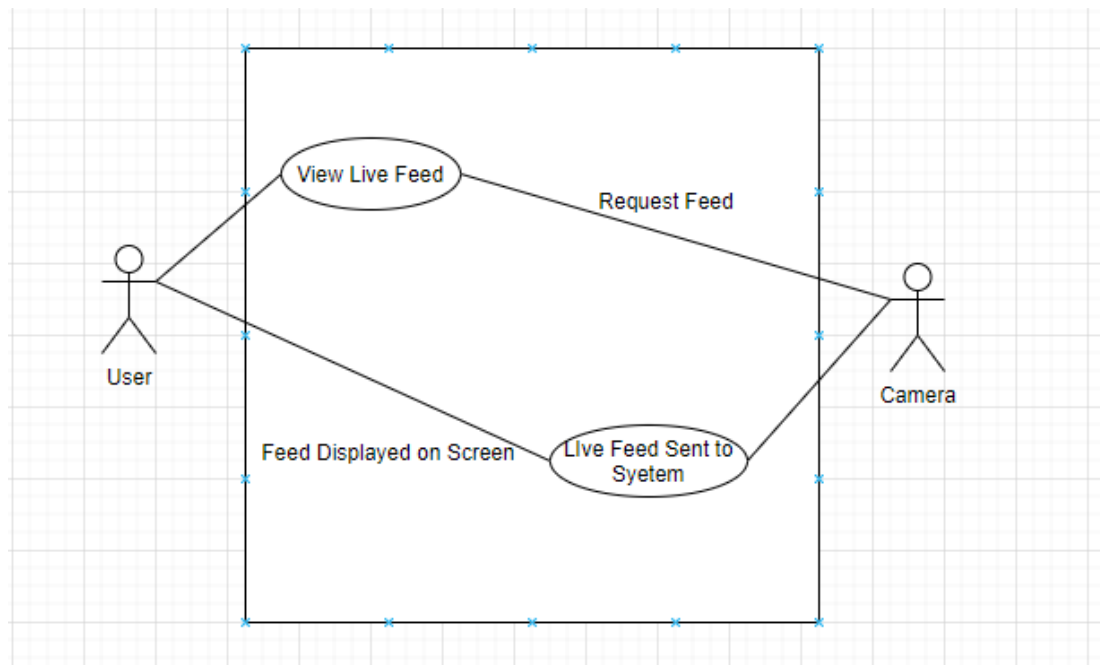 View Live Feed
Request Feed
User
Camera
Feed Displayed on Screen
LIve Feed Sent to
Syetem